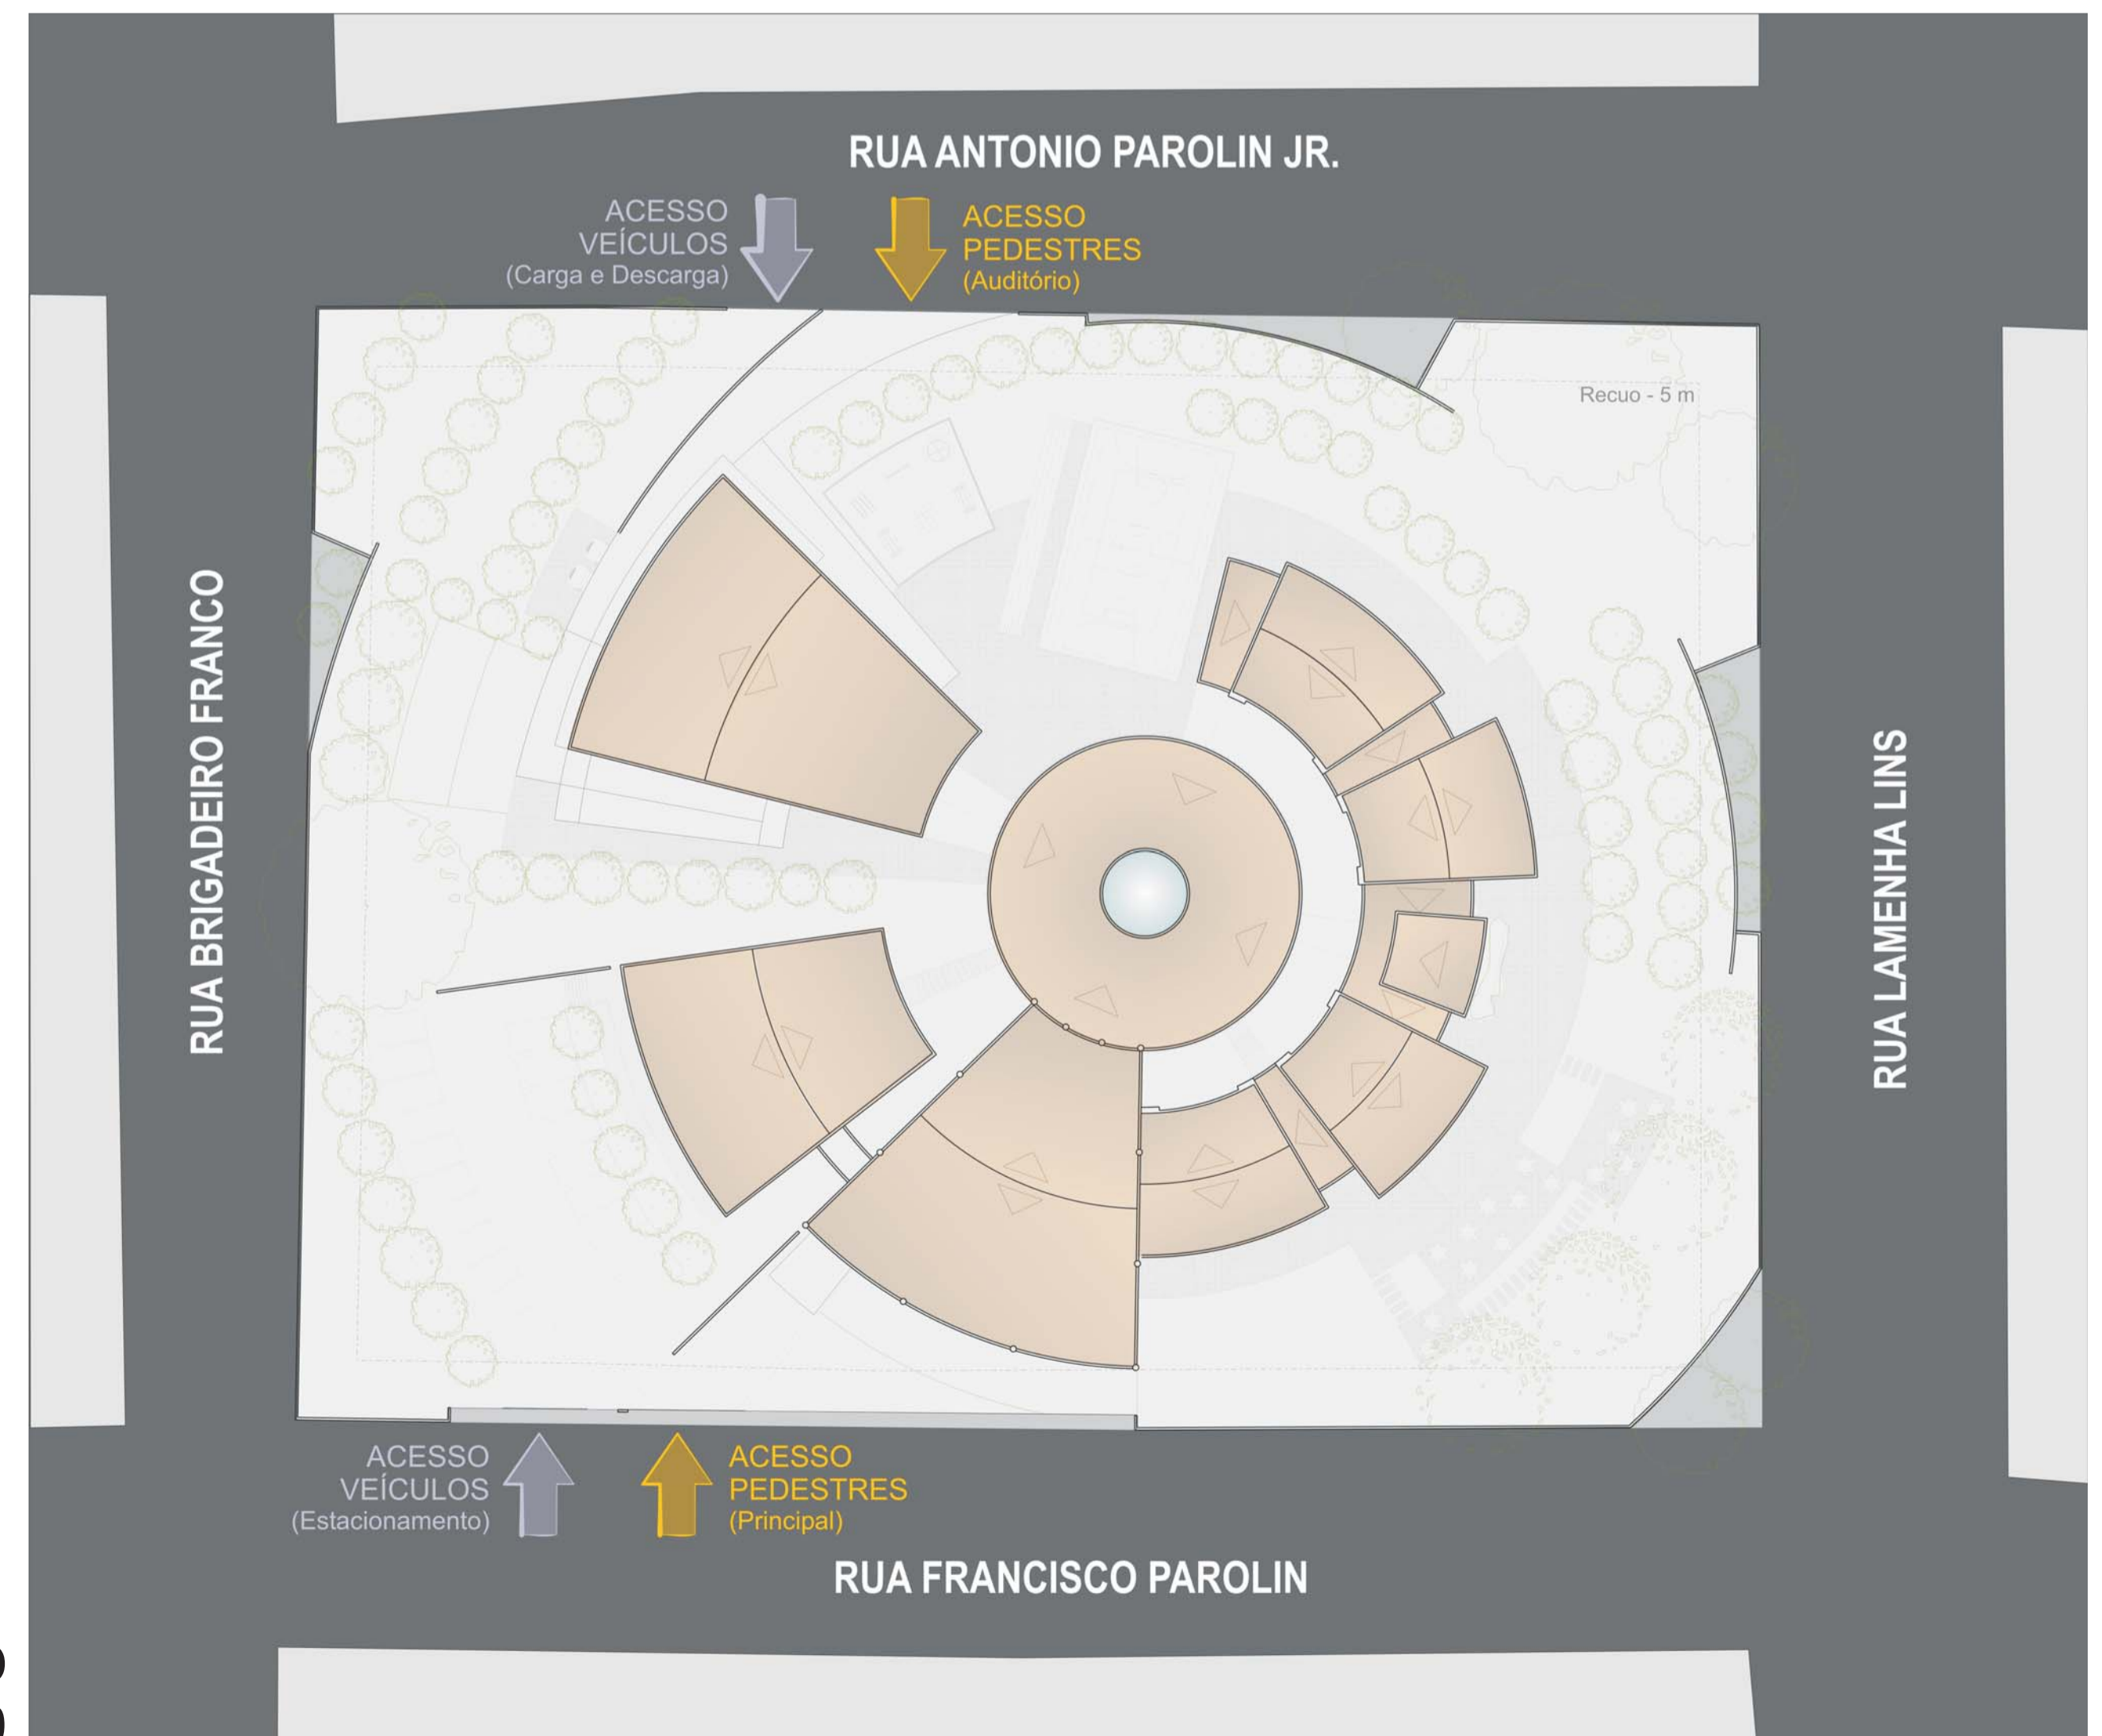 RUA ANTONIO PAROLIN JR.
ACESSO
VEÍCULOS
(Carga e Descarga)
ACESSO
PEDESTRES
(Auditório)
Recuo - 5 m
RUA BRIGADEIRO FRANCO
RUA LAMENHA LINS
ACESSO
VEÍCULOS
(Estacionamento)
ACESSO
PEDESTRES
(Principal)
RUA FRANCISCO PAROLIN